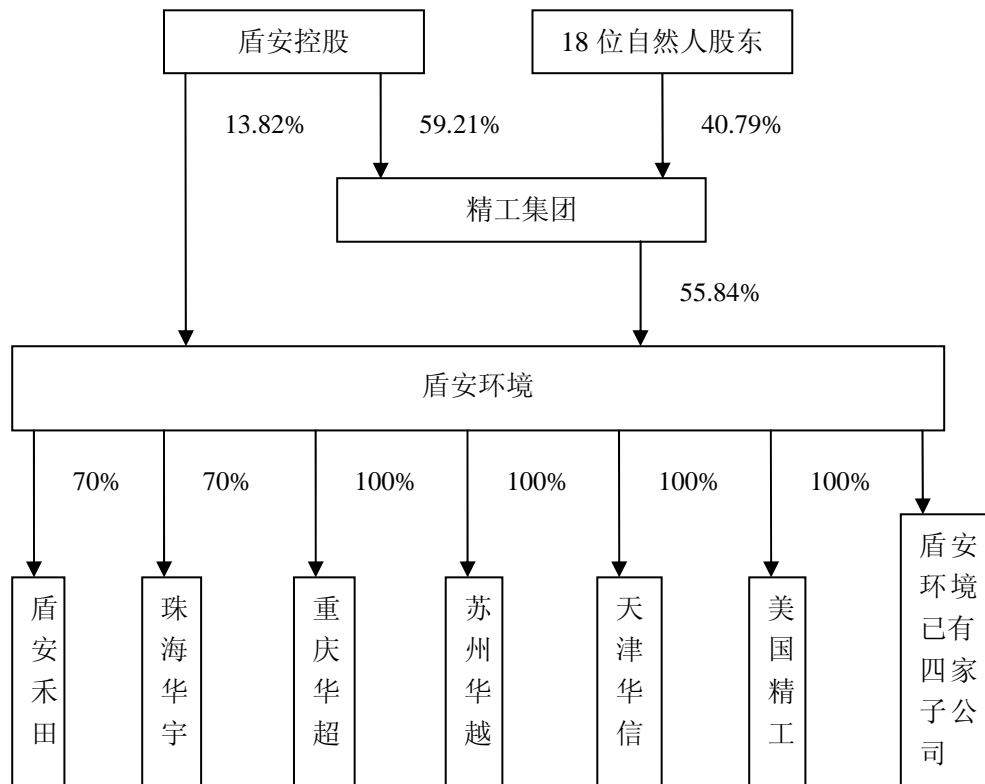 盾安控股
18 位自然人股东
13.82%
59.21%
40.79%
精工集团
55.84%
盾安环境
70%
70%
100%
100%
100%
100%
盾安禾田
珠海华宇
重庆华超
苏州华越
天津华信
美国精工
盾安
环境
已有
四家
子公
司